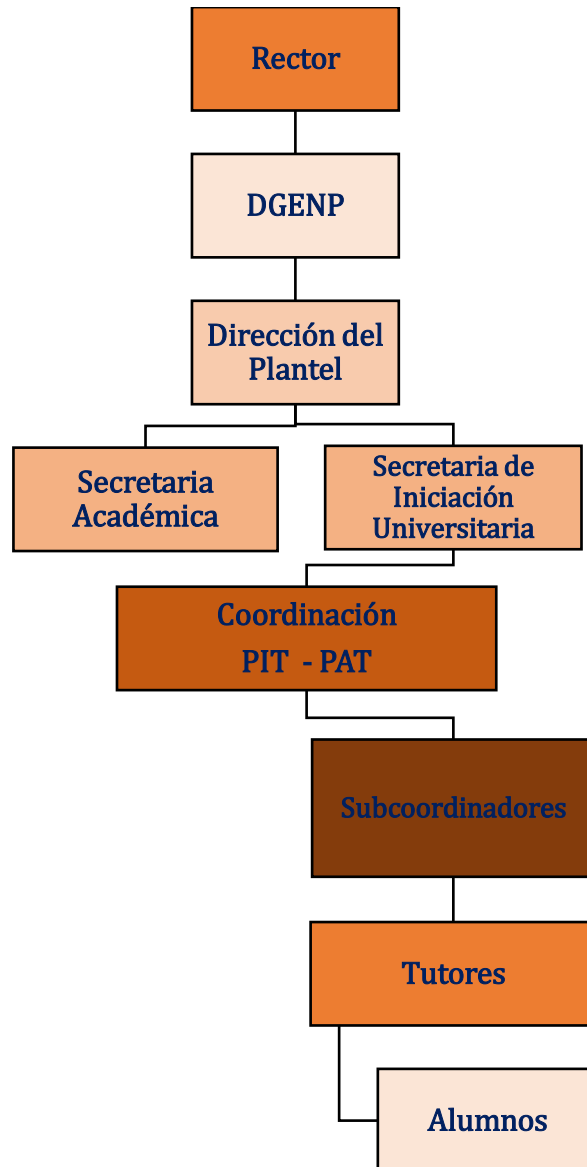 Rector
DGENP
Dirección del
Plantel
Secretaria
Académica
Secretaria de
Iniciación
Universitaria
Coordinación
PIT - PAT
Subcoordinadores
Tutores
Alumnos